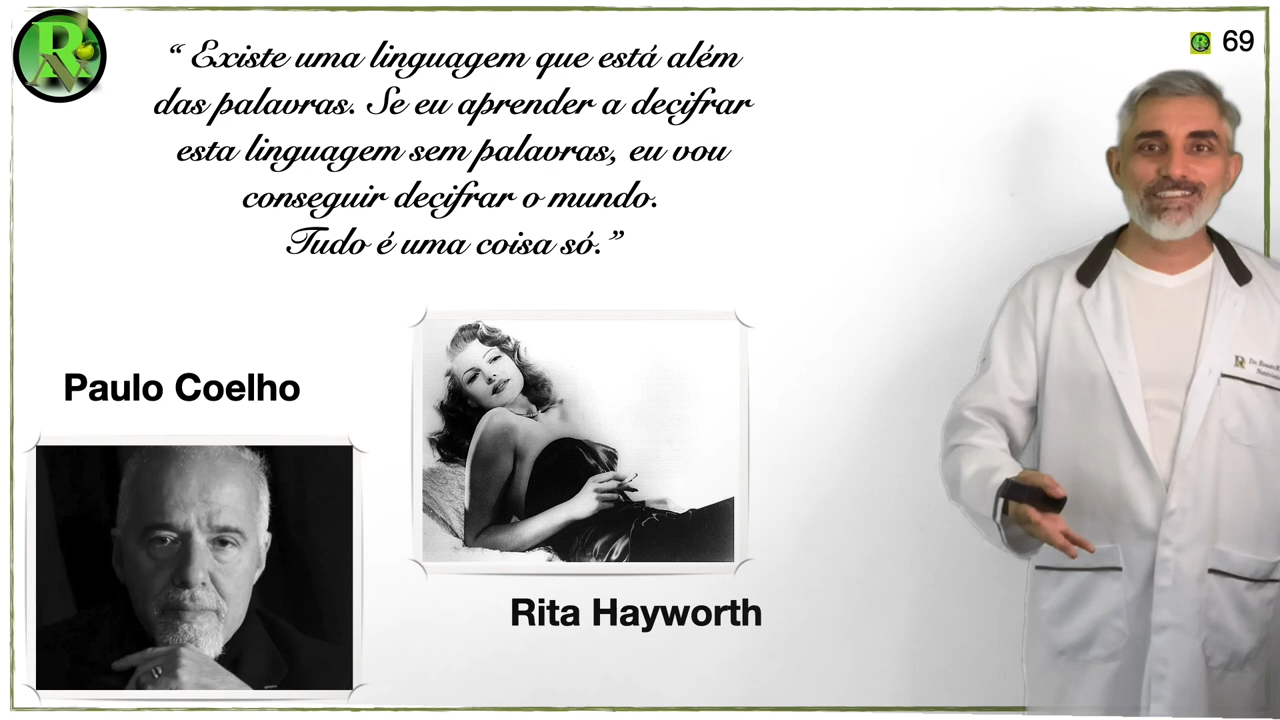 69
“ Existe uma linguagem que está além
das palavras. Se eu aprender a decifrar
esta linguagem sem palavras, eu vou
conseguir decifrar o mundo.
Tudo é uma coisa só.”
Paulo Coelho
Rita Hayworth
R
Dr.